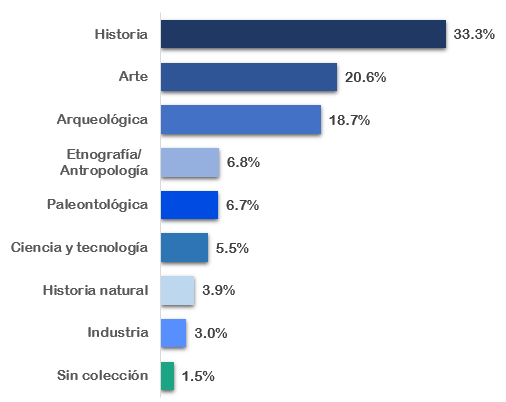 Historia 33.3%
Arte 20.6%
Arqueológica 18.7%
Etnografía/
Antropología 6.8%
Paleontológica 6.7%
Ciencia y tecnología 5.5%
Historia natural 3.9%
Industria 3.0%
Sin colección 1.5%